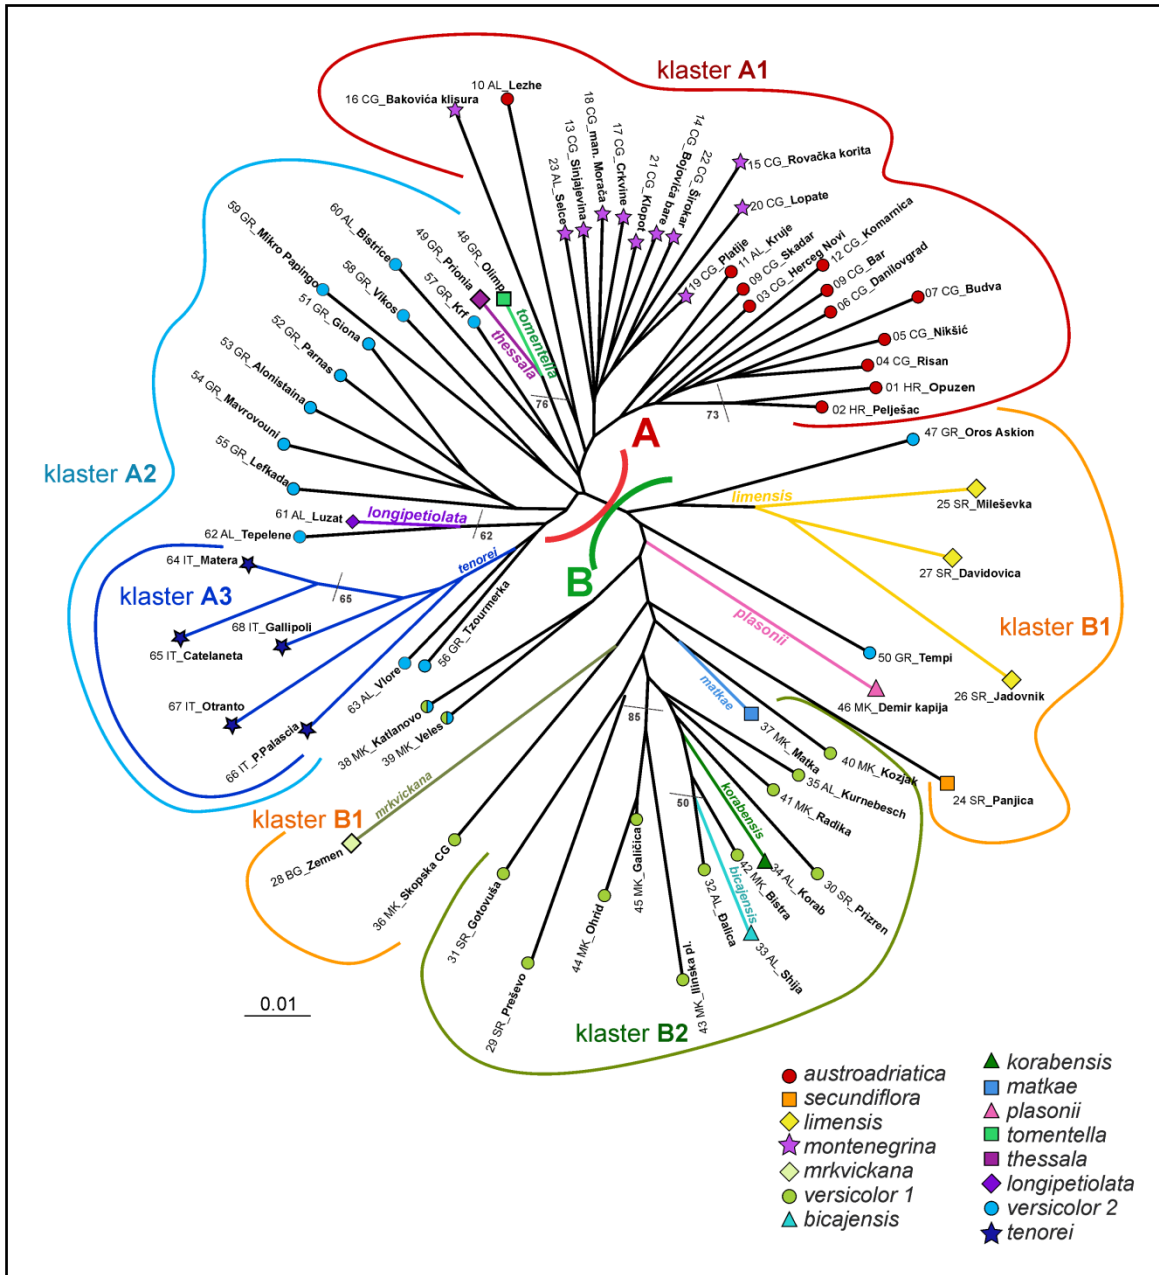 klaster A1
10 AL_Lezhe
16 CG_Bakovića klisura
23 AL_Selce
13 CG_Sinjajevina
18 CG_man. Morača
17 CG_Crkvine
21 CG_Klopot
14 CG_Bojovića bare
22 CG_Širokar
15 CG_Rovačka korita
20 CG_Lopate
19 CG_Platije
11 AL_Kruje
09 CG_Skadar
03 CG_Herceg Novi
12 CG_Komarnica
09 CG_Bar
06 CG_Danilovgrad
07 CG_Budva
05 CG_Nikšić
04 CG_Risan
01 HR_Opuzen
02 HR_Pelješac
73
76
klaster A2
59 GR_Mikro Papingo
60 AL_Bistrice
58 GR_Vikos
49 GR_Prionia
48 GR_Olimp
57 GR_Krf
thessala
tomentella
51 GR_Giona
52 GR_Parnas
53 GR_Alonistaina
54 GR_Mavrovouni
55 GR_Lefkada
61 AL_Luzat
longipetiolata
62
62 AL_Tepelene
A
B
klaster A3
64 IT_Matera
65
tenorei
68 IT_Gallipoli
65 IT_Catelaneta
67 IT_Otranto
66 IT_P.Palascia
63 AL_Vlore
56 GR_Tzourmerka
38 MK_Katlanovo
39 MK_Veles
47 GR_Oros Askion
limensis
25 SR_Mileševka
27 SR_Davidovica
26 SR_Jadovnik
klaster B1
50 GR_Tempi
plasonii
46 MK_Demir kapija
24 SR_Panjica
matkae
37 MK_Matka
40 MK_Kozjak
35 AL_Kurnebesch
41 MK_Radika
85
50
korabensis
bicajensis
30 SR_Prizren
34 AL_Korab
42 MK_Bistra
33 AL_Shija
32 AL_Đalica
43 MK_Ilinska pl.
45 MK_Galičica
44 MK_Ohrid
29 SR_Preševo
31 SR_Gotovuša
36 MK_Skopska CG
mrkvickana
28 BG_Zemen
klaster B1
klaster B2
0.01
austroadriatica
secundiflora
limensis
montenegrina
mrkvickana
versicolor 1
bicajensis
korabensis
matkae
plasonii
tomentella
thessala
longipetiolata
versicolor 2
tenorei